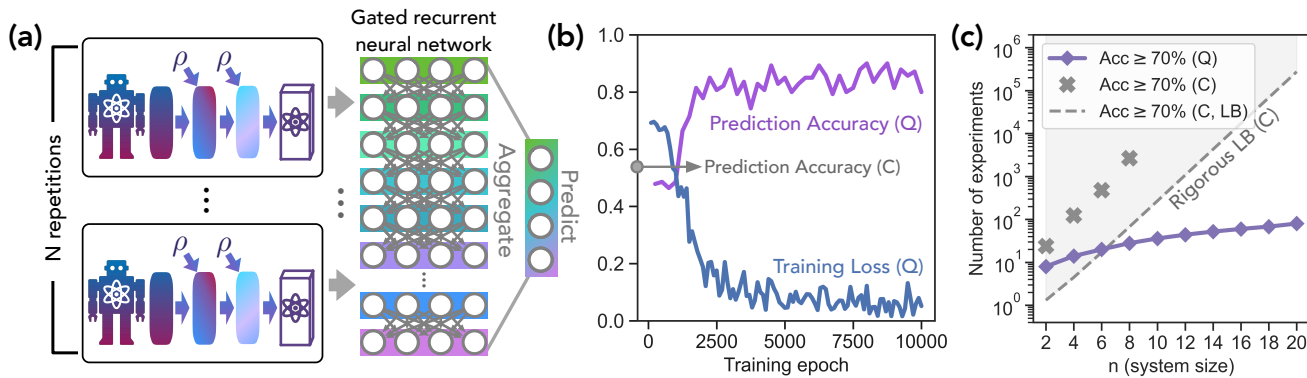 (a)
N repetitions
ρ ρ
...
ρ ρ
...
Gated recurrent
neural network
...
Aggregate
Predict
(b)
1.0
0.8
0.6
0.4
0.2
0.0
Prediction Accuracy (Q)
Prediction Accuracy (C)
Training Loss (Q)
0 2500 5000 7500 10000
Training epoch
(c)
Number of experiments
10⁶
10⁵
10⁴
10³
10²
10¹
10⁰
Acc ≥ 70% (Q)
Acc ≥ 70% (C)
Acc ≥ 70% (C, LB)
Rigorous LB (C)
2 4 6 8 10 12 14 16 18 20
n (system size)